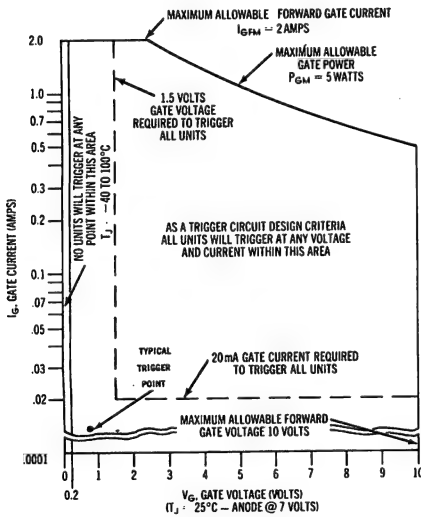 MAXIMUM ALLOWABLE FORWARD GATE CURRENT
IGFM = 2 AMPS
MAXIMUM ALLOWABLE
GATE POWER
PGM = 5 WATTS
1.5 VOLTS
GATE VOLTAGE
REQUIRED TO TRIGGER
ALL UNITS
NO UNITS WILL TRIGGER AT ANY
POINT WITHIN THIS AREA
TJ : -40 TO 100°C
AS A TRIGGER CIRCUIT DESIGN CRITERIA
ALL UNITS WILL TRIGGER AT ANY VOLTAGE
AND CURRENT WITHIN THIS AREA
TYPICAL
TRIGGER
POINT
20 mA GATE CURRENT REQUIRED
TO TRIGGER ALL UNITS
MAXIMUM ALLOWABLE FORWARD
GATE VOLTAGE 10 VOLTS
IG, GATE CURRENT (AMPS)
2.0
1.0
0.7
0.5
0.3
0.2
0.1
.07
.05
.03
.02
.0001
0 1 2 3 4 5 6 7 8 9 10
0.2
VG, GATE VOLTAGE (VOLTS)
(TJ : 25°C — ANODE @ 7 VOLTS)